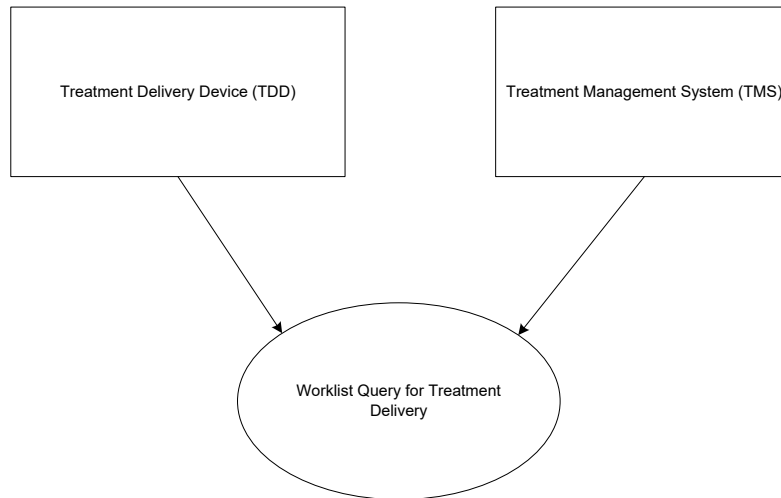 Treatment Delivery Device (TDD)
Treatment Management System (TMS)
Worklist Query for Treatment
Delivery